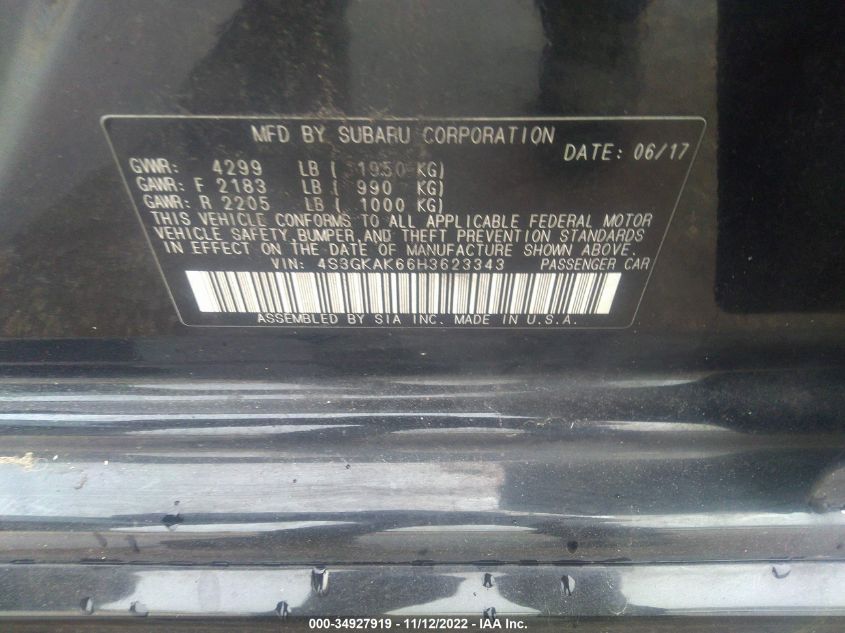 MFD BY SUBARU CORPORATION
DATE: 06/17
GVWR: 4299 LB ( 1950 KG)
GAWR: F 2183 LB ( 990 KG)
GAWR: R 2205 LB ( 1000 KG)
THIS VEHICLE CONFORMS TO ALL APPLICABLE FEDERAL MOTOR
VEHICLE SAFETY, BUMPER, AND THEFT PREVENTION STANDARDS
IN EFFECT ON THE DATE OF MANUFACTURE SHOWN ABOVE.
VIN: 4S3GKAK66H3623343 PASSENGER CAR
ASSEMBLED BY SIA INC. MADE IN U.S.A.
000-34927919 - 11/12/2022 - IAA Inc.